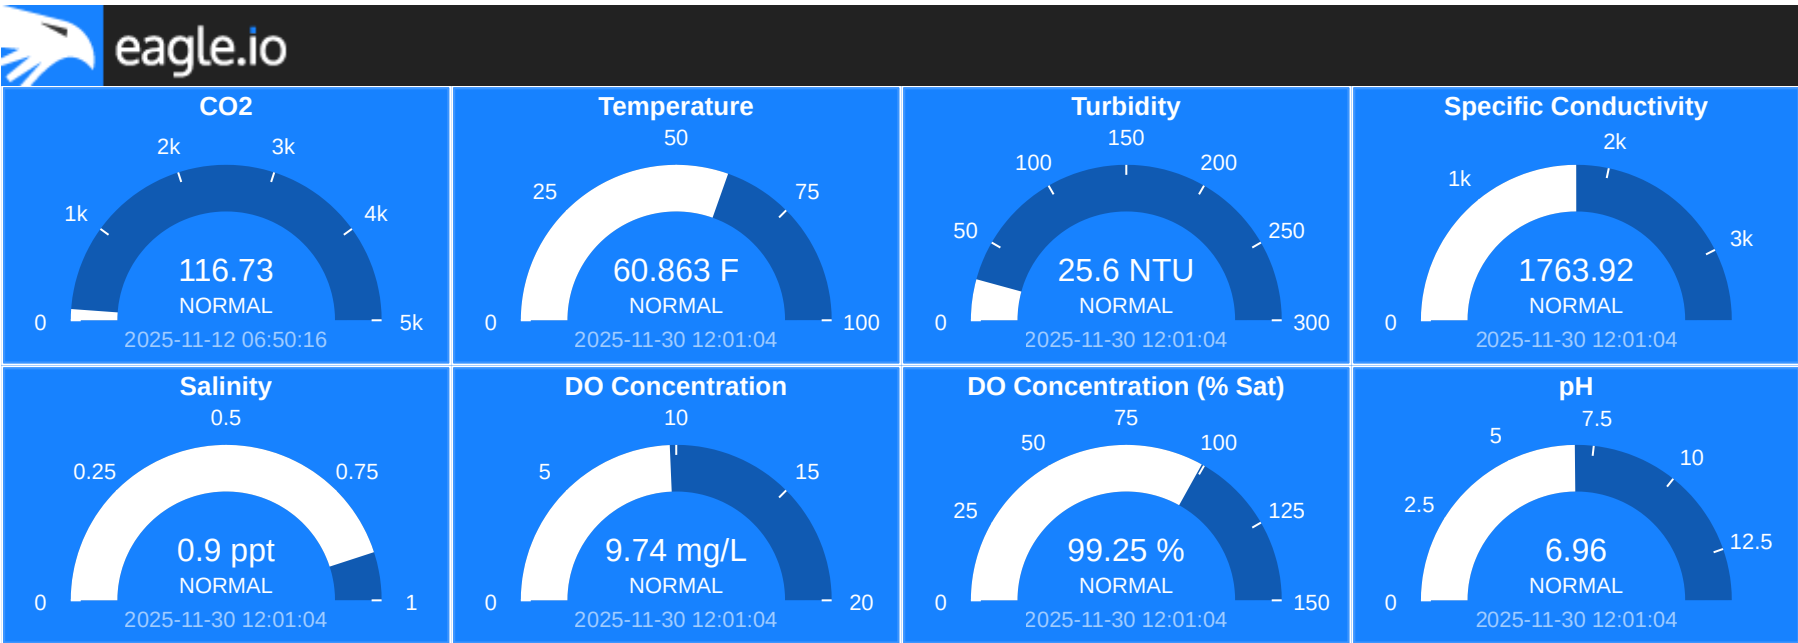 eagle.io
CO2
2k 3k
1k 4k
116.73
NORMAL
0 5k
2025-11-12 06:50:16
Temperature
50
25 75
60.863 F
NORMAL
0 100
2025-11-30 12:01:04
Turbidity
150
100 200
50 250
25.6 NTU
NORMAL
0 300
2025-11-30 12:01:04
Specific Conductivity
2k
1k
3k
1763.92
NORMAL
0
2025-11-30 12:01:04
Salinity
0.5
0.25 0.75
0.9 ppt
NORMAL
0 1
2025-11-30 12:01:04
DO Concentration
10
5 15
9.74 mg/L
NORMAL
0 20
2025-11-30 12:01:04
DO Concentration (% Sat)
75
50 100
25 125
99.25 %
NORMAL
0 150
2025-11-30 12:01:04
pH
7.5
5
10
2.5
12.5
6.96
NORMAL
0
2025-11-30 12:01:04